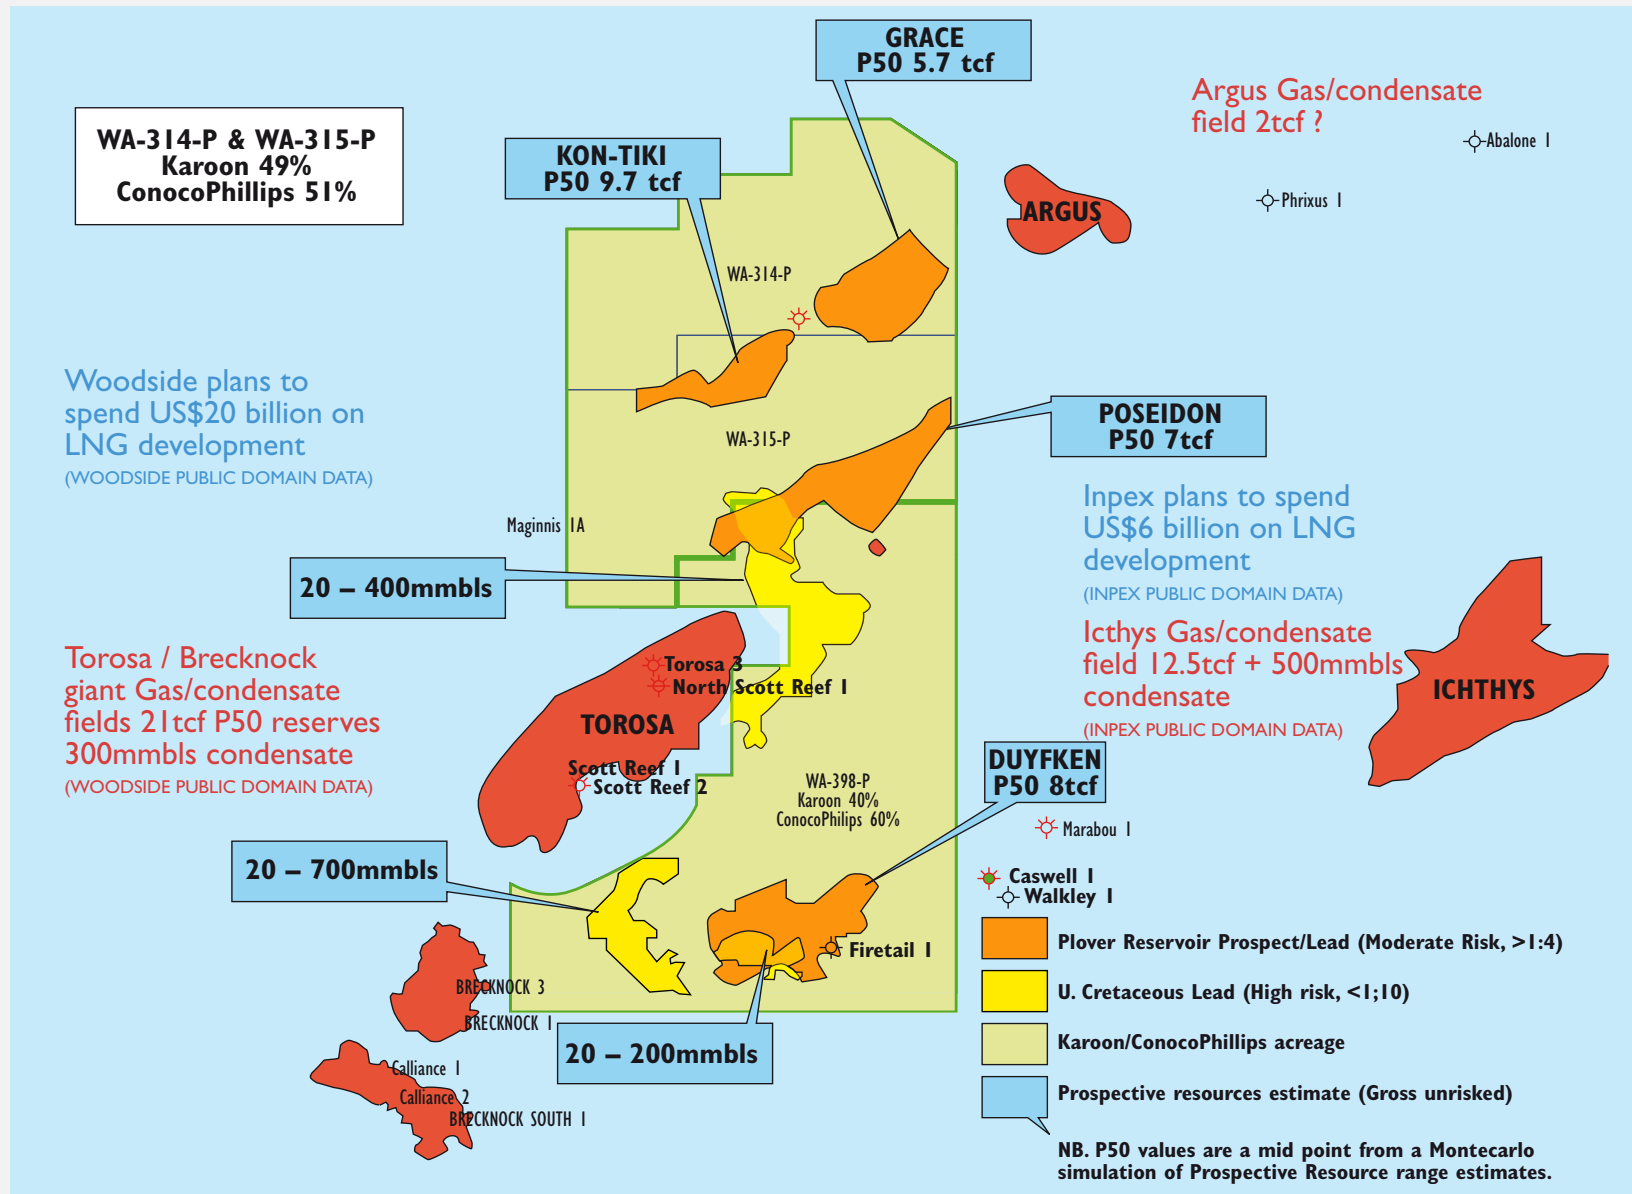 GRACE
P50 5.7 tcf
Argus Gas/condensate
field 2tcf ?
Abalone 1
WA-314-P & WA-315-P
Karoon 49%
ConocoPhillips 51%
KON-TIKI
P50 9.7 tcf
Phrixus 1
ARGUS
WA-314-P
Woodside plans to
spend US$20 billion on
LNG development
(WOODSIDE PUBLIC DOMAIN DATA)
POSEIDON
P50 7tcf
WA-315-P
Inpex plans to spend
US$6 billion on LNG
development
(INPEX PUBLIC DOMAIN DATA)
Maginnis 1A
20 – 400mmbls
Icthys Gas/condensate
field 12.5tcf + 500mmbls
condensate
(INPEX PUBLIC DOMAIN DATA)
ICHTHYS
Torosa / Brecknock
giant Gas/condensate
fields 21tcf P50 reserves
300mmbls condensate
(WOODSIDE PUBLIC DOMAIN DATA)
Torosa 3
North Scott Reef 1
TOROSA
Scott Reef 1
Scott Reef 2
DUYFKEN
P50 8tcf
WA-398-P
Karoon 40%
ConocoPhilips 60%
Marabou 1
20 – 700mmbls
Caswell 1
Walkley 1
Firetail 1
Plover Reservoir Prospect/Lead (Moderate Risk, >1:4)
U. Cretaceous Lead (High risk, <1;10)
Karoon/ConocoPhillips acreage
Prospective resources estimate (Gross unrisked)
NB. P50 values are a mid point from a Montecarlo
simulation of Prospective Resource range estimates.
BRECKNOCK 3
BRECKNOCK 1
20 – 200mmbls
Calliance 1
Calliance 2
BRECKNOCK SOUTH 1